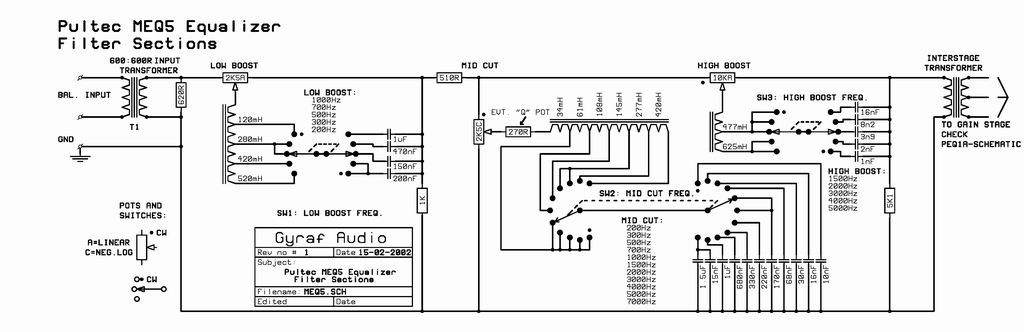 Pultec MEQ5 Equalizer
Filter Sections
600:600R INPUT
TRANSFORMER
BAL. INPUT
GND
T1
620R
LOW BOOST
2K5A
120mH
280mH
420mH
520mH
LOW BOOST:
1000Hz
700Hz
500Hz
300Hz
200Hz
1uF
470nF
150nF
200nF
SW1: LOW BOOST FREQ.
1K
510R
MID CUT
2K5C
EVT. "Q" POT
270R
34mH
61mH
108mH
145mH
277mH
420mH
SW2: MID CUT FREQ.
MID CUT:
200Hz
300Hz
500Hz
700Hz
1000Hz
1500Hz
2000Hz
3000Hz
4000Hz
5000Hz
7000Hz
1.5uF
15nF
1uF
680nF
330nF
220nF
170nF
68nF
30nF
16nF
10nF
HIGH BOOST
10KA
477mH
625mH
SW3: HIGH BOOST FREQ.
16nF
8n2
3n9
2nF
1nF
HIGH BOOST:
1500Hz
2000Hz
3000Hz
4000Hz
5000Hz
5K1
INTERSTAGE
TRANSFORMER
TO GAIN STAGE
CHECK
PEQ1A-SCHEMATIC
POTS AND
SWITCHES:
CW
A=LINEAR
C=NEG.LOG
CW
Gyraf Audio
Rev no # 1 Date 15-02-2002
Subject:
Pultec MEQ5 Equalizer
Filter Sections
Filename: MEQ5.SCH
Edited Date